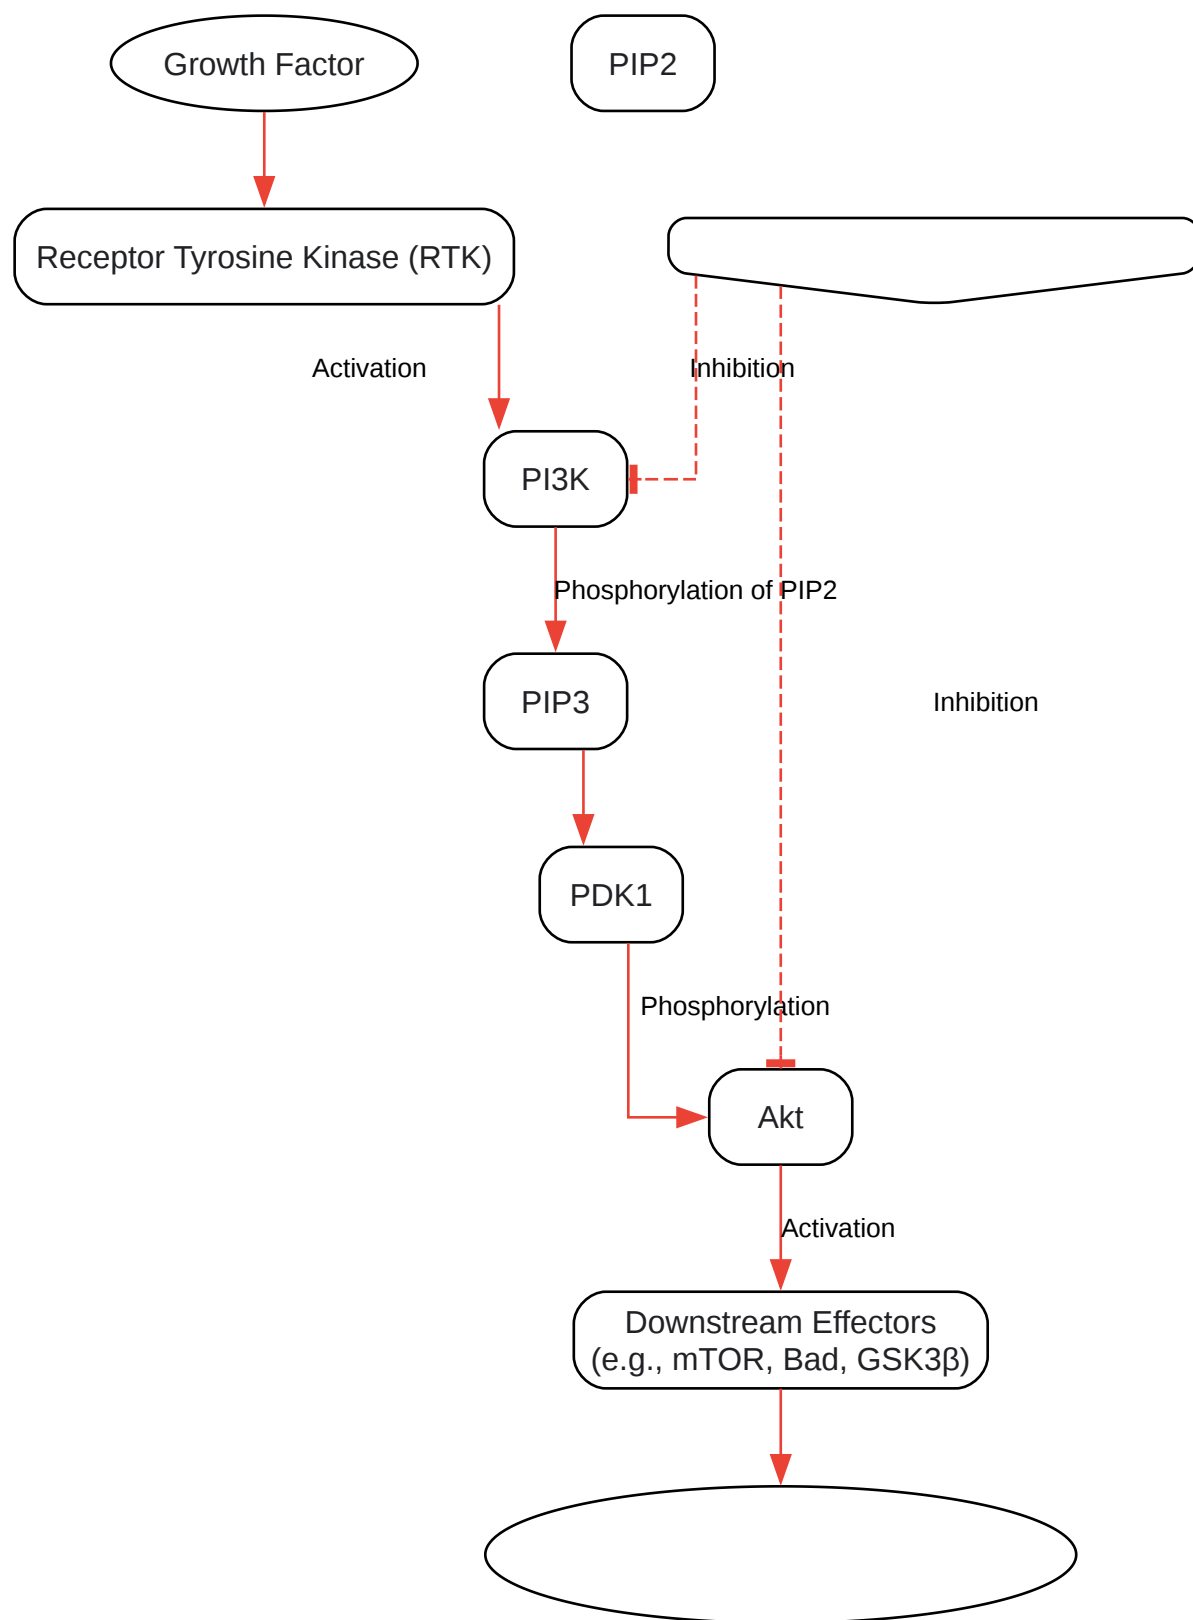 Growth Factor
PIP2
Receptor Tyrosine Kinase (RTK)
Activation
Inhibition
PI3K
Phosphorylation of PIP2
PIP3
Inhibition
PDK1
Phosphorylation
Akt
Activation
Downstream Effectors
(e.g., mTOR, Bad, GSK3β)